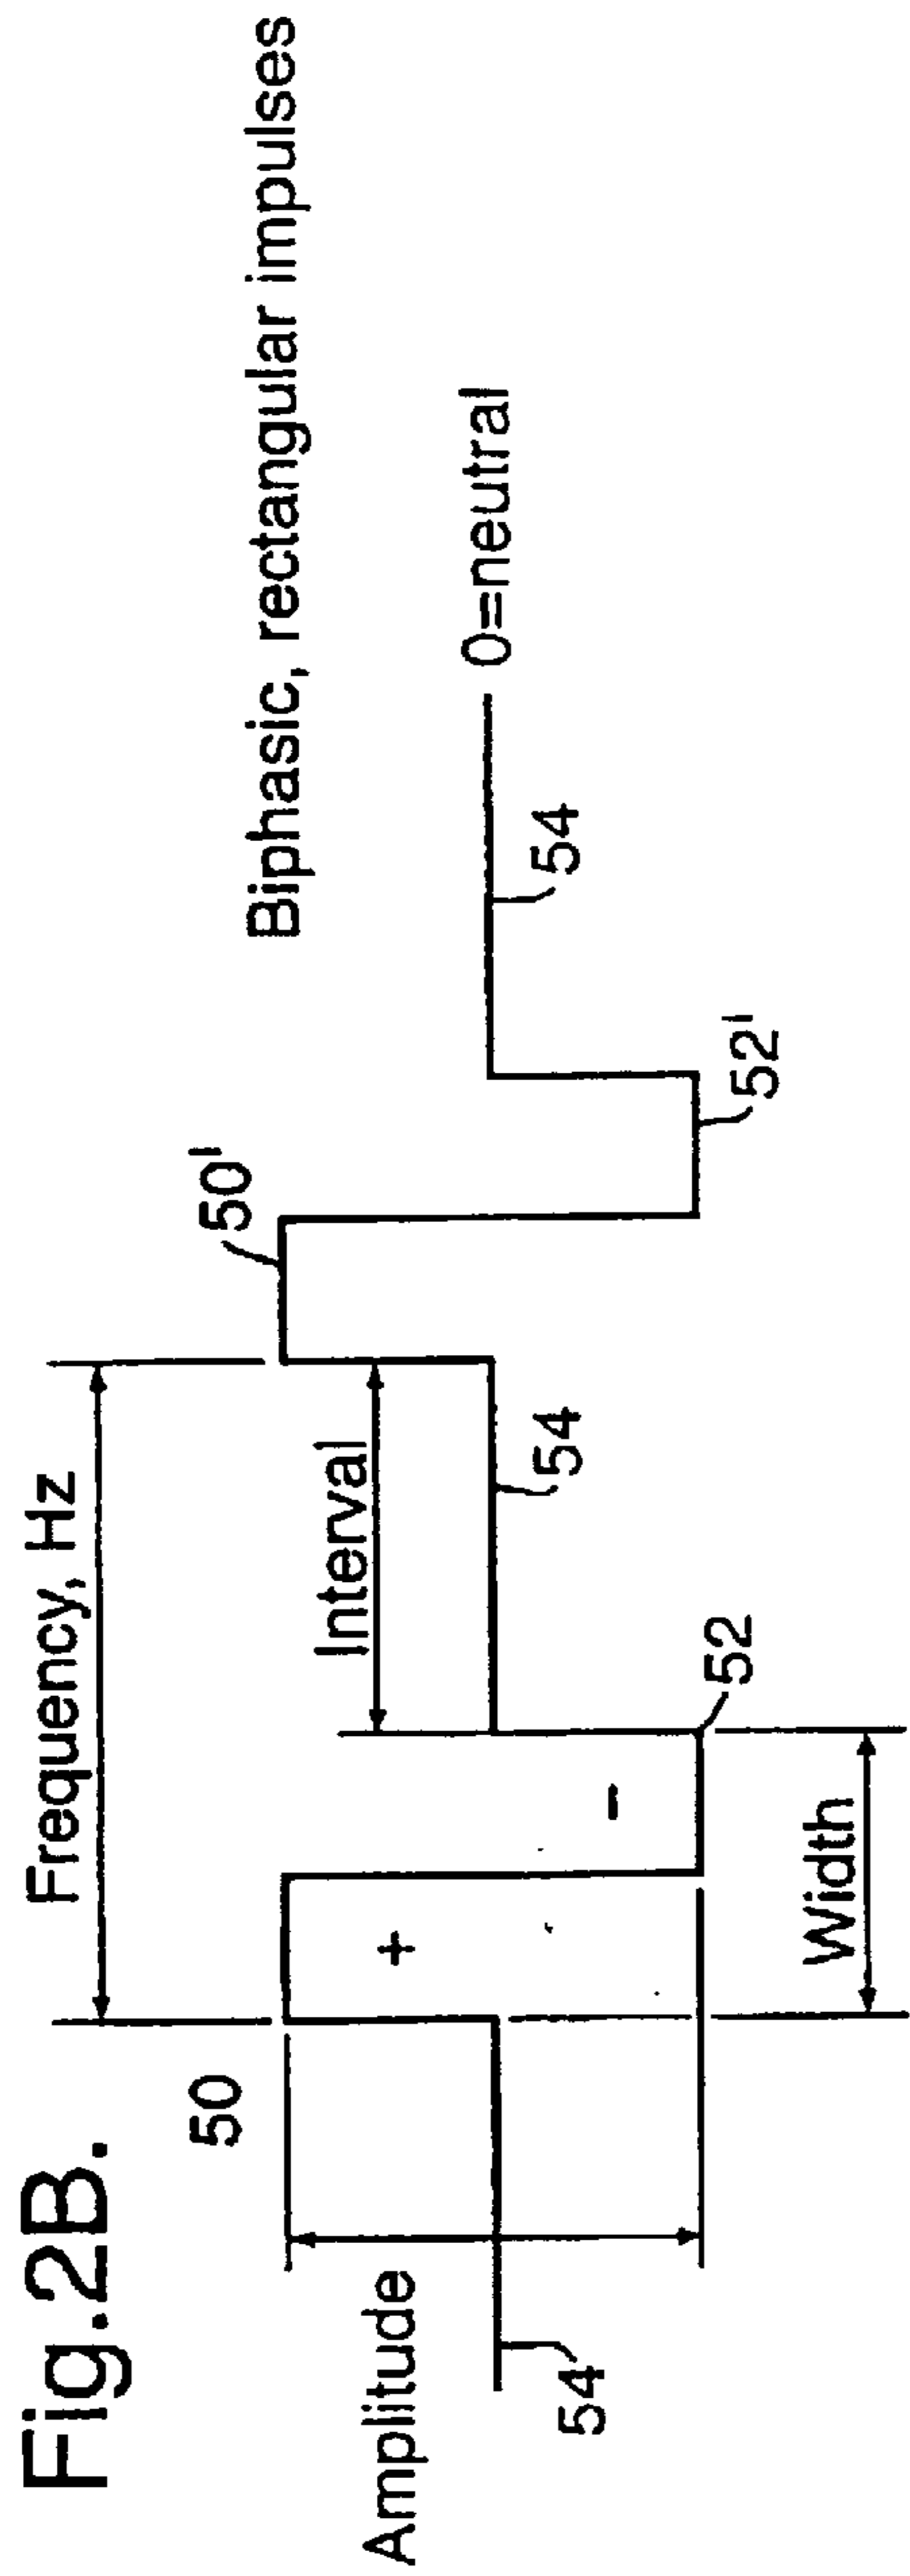 Fig.2B.
Frequency, Hz
Biphasic, rectangular impulses
50
50'
Interval
Amplitude
+
-
0=neutral
54
54
54
52
52'
Width